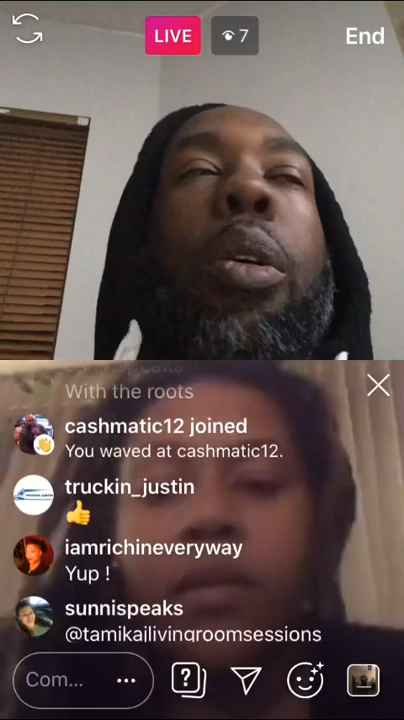 LIVE
7
End
With the roots
cashmatic12 joined
You waved at cashmatic12.
truckin_justin
👍
iamrichineveryway
Yup !
sunnispeaks
@tamikailivingroomsessions
Com...